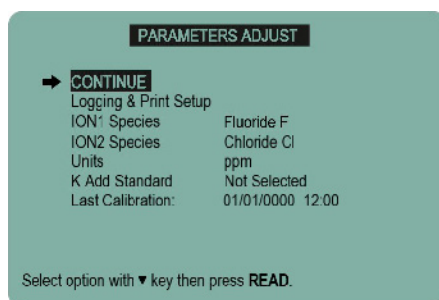 PARAMETERS ADJUST
➡ CONTINUE
Logging & Print Setup
ION1 Species Fluoride F
ION2 Species Chloride Cl
Units ppm
K Add Standard Not Selected
Last Calibration: 01/01/0000 12:00
Select option with ▼ key then press READ.